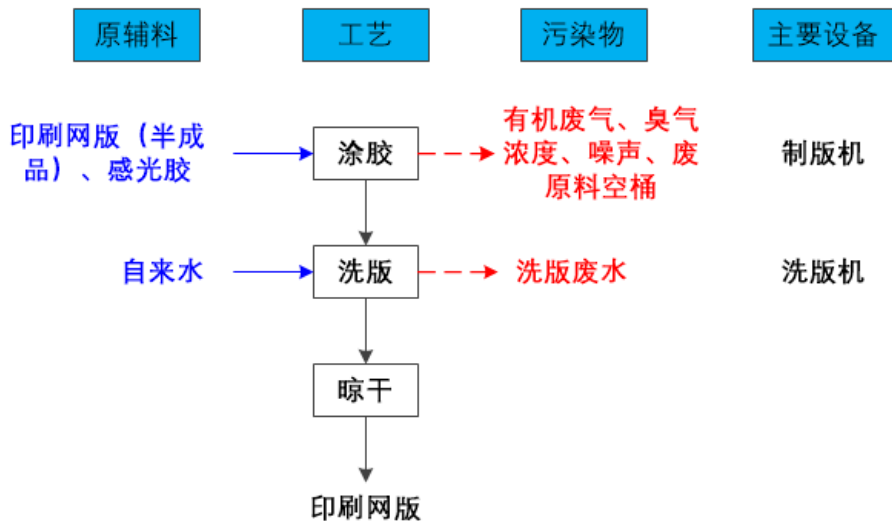 原辅料
工艺
污染物
主要设备
印刷网版（半成
品）、感光胶
涂胶
有机废气、臭气
浓度、噪声、废
原料空桶
制版机
自来水
洗版
洗版废水
洗版机
晾干
印刷网版